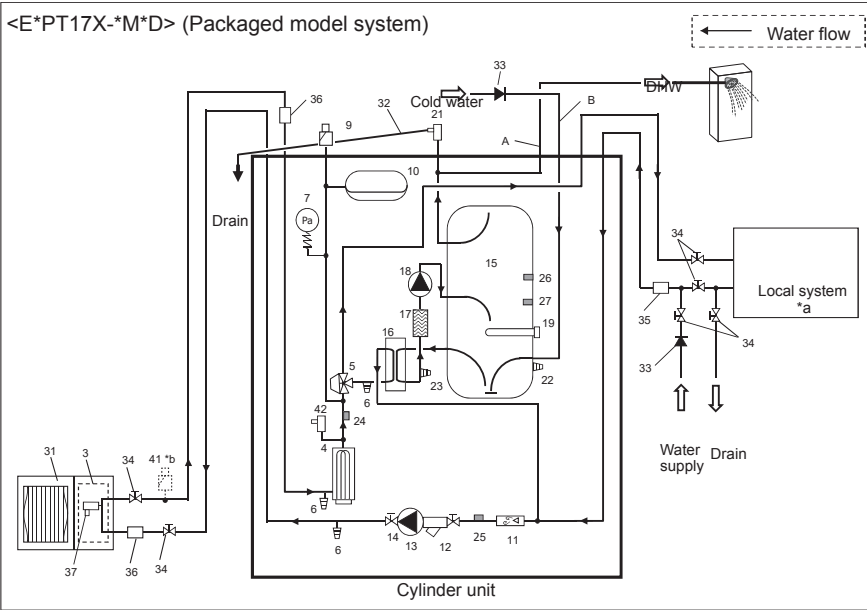 <E*PT17X-*M*D> (Packaged model system)
Water flow
33
36
Cold water
DHW
32
21
B
9
A
10
7
Pa
Drain
34
15
26
18
27
Local system
*a
17
19
35
34
16
5
33
23
22
6
42
24
4
Water
supply
Drain
31
3
34
41 *b
6
14
13
12
25
11
37
36
34
6
Cylinder unit